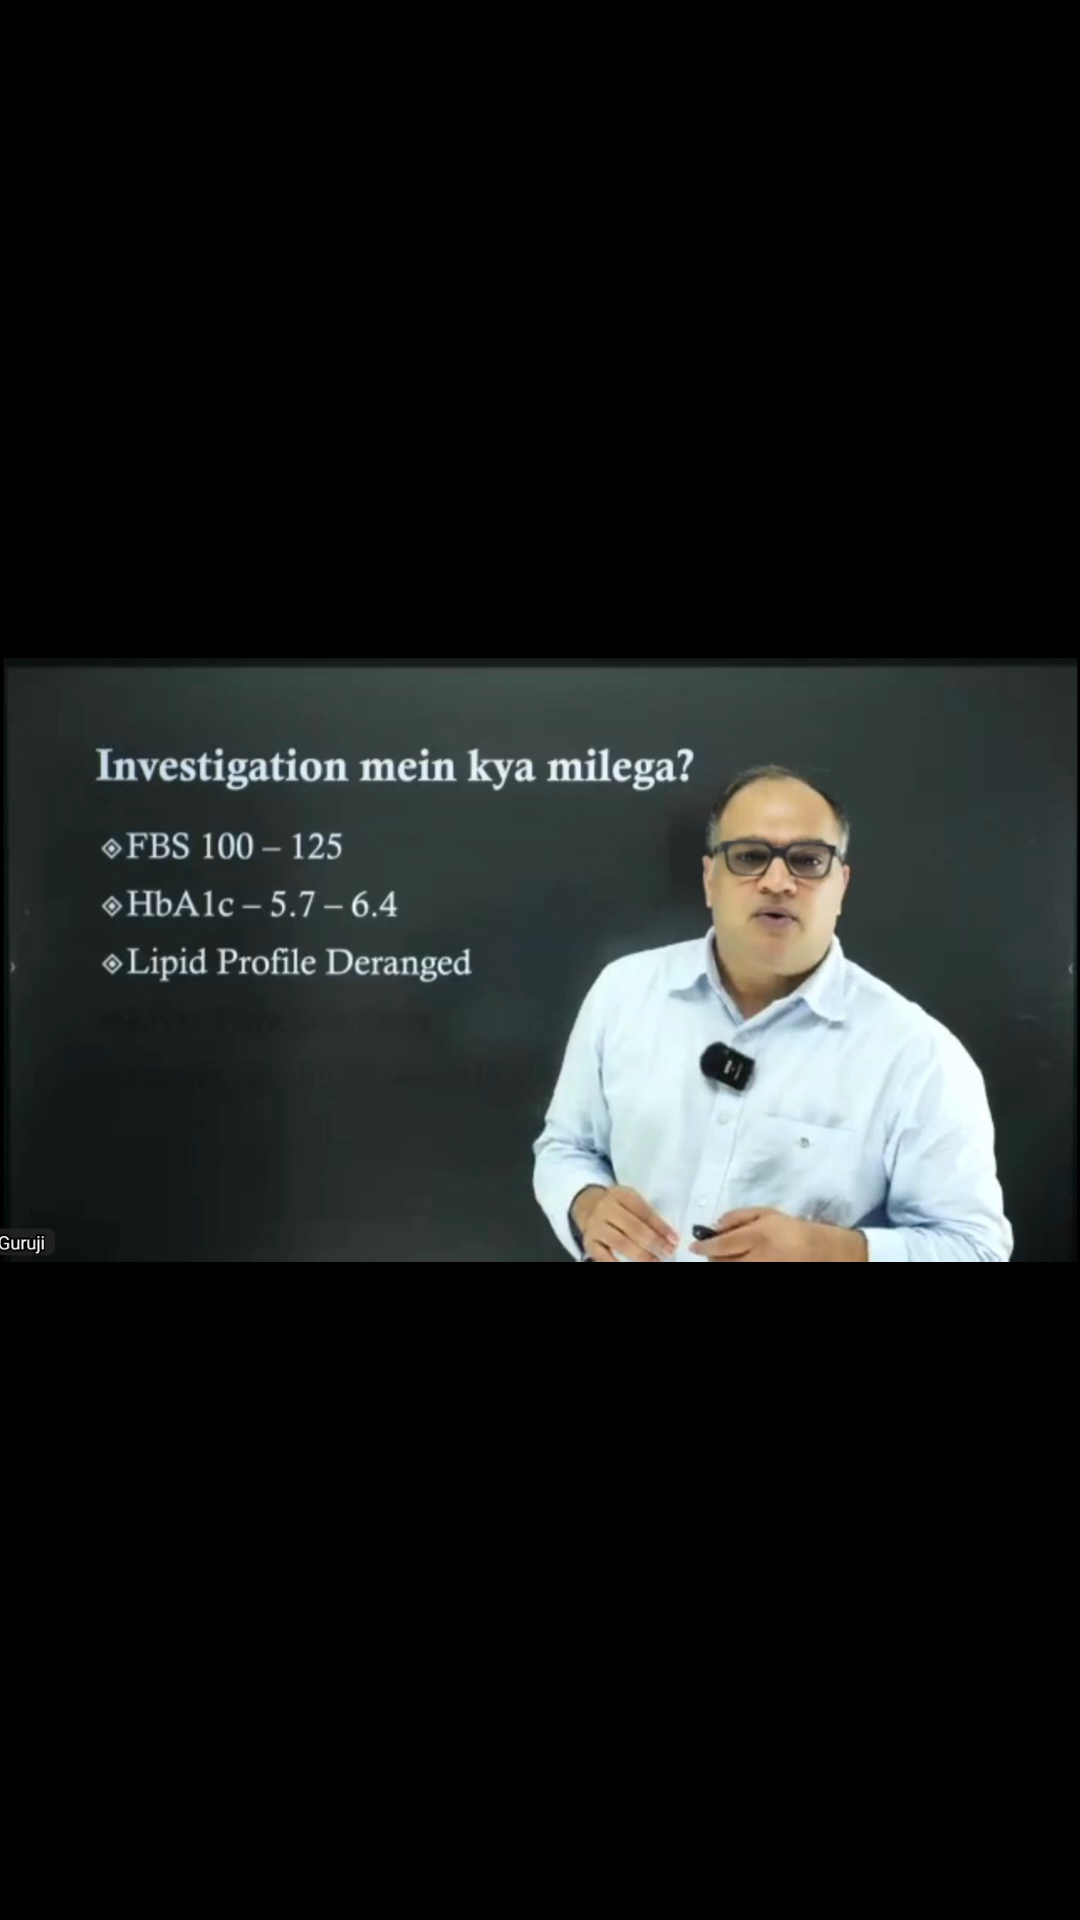 Investigation mein kya milega?
FBS 100 – 125
HbA1c – 5.7 – 6.4
Lipid Profile Deranged
Guruji